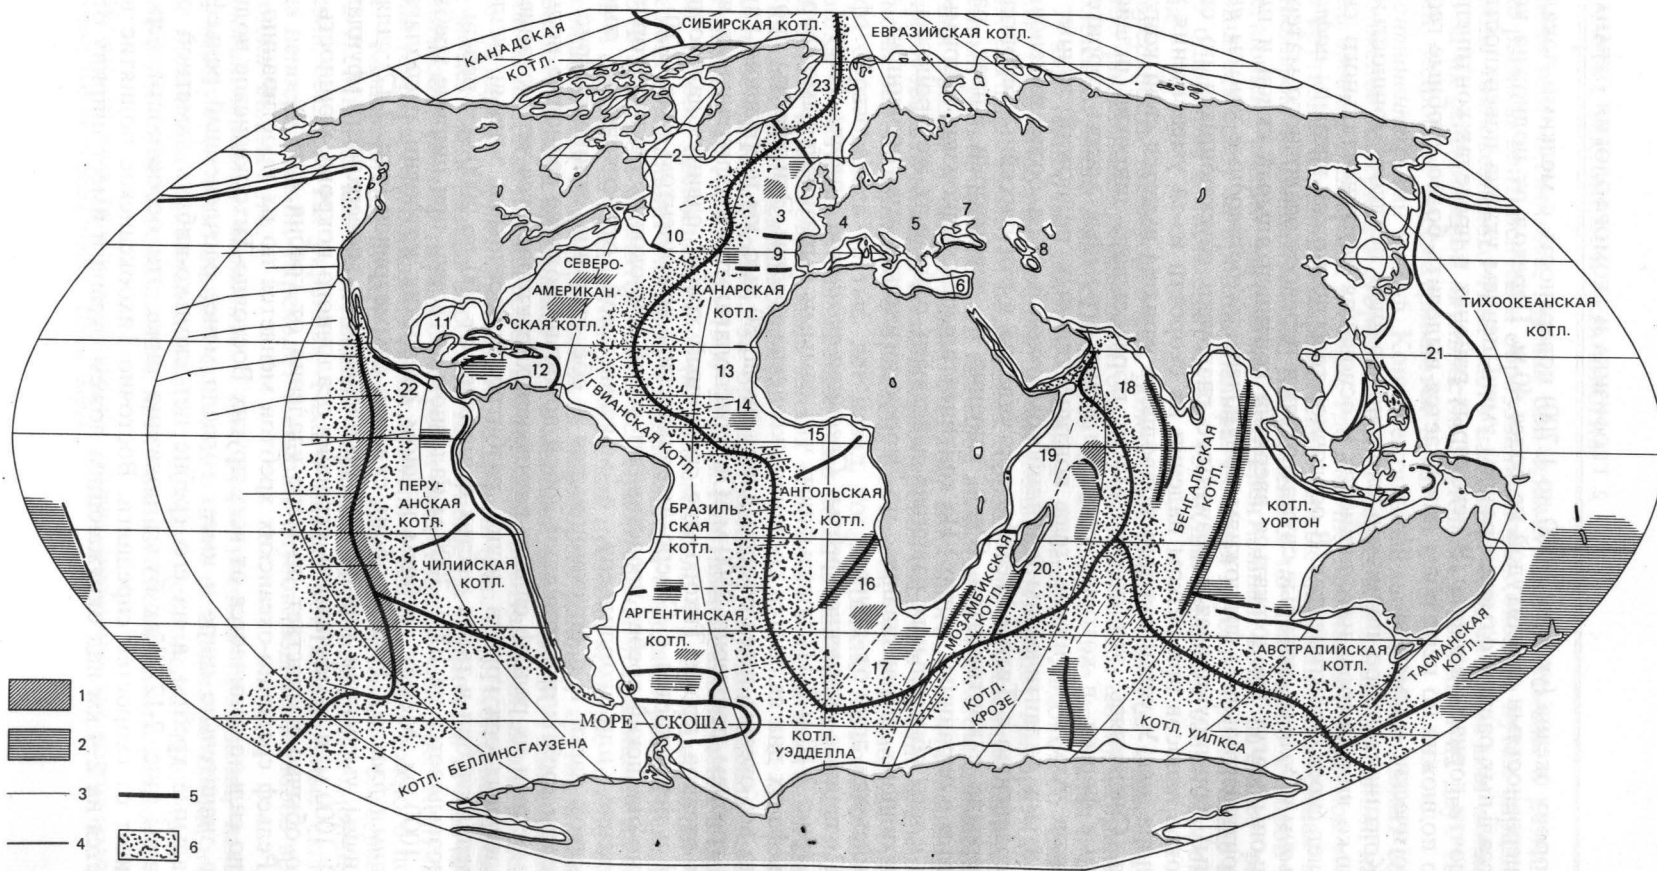 КАНАДСКАЯ
КОТЛ.
СИБИРСКАЯ КОТЛ.
ЕВРАЗИЙСКАЯ КОТЛ.
23
1
2
3
4
5
7
8
6
9
10
СЕВЕРО-
АМЕРИКАН-
СКАЯ КОТЛ.
КАНАРСКАЯ
КОТЛ.
ТИХООКЕАНСКАЯ
КОТЛ.
11
12
13
14
15
22
21
18
19
ГВИАНСКАЯ КОТЛ.
ПЕРУ-
АНСКАЯ
КОТЛ.
БРАЗИЛЬ
СКАЯ
КОТЛ.
АНГОЛЬСКАЯ
КОТЛ.
БЕНГАЛЬСКАЯ
КОТЛ.
КОТЛ.
УОРТОН
ЧИЛИЙСКАЯ
КОТЛ.
16
20
МОЗАМБИКСКАЯ
КОТЛ.
АРГЕНТИНСКАЯ
КОТЛ.
17
АВСТРАЛИЙСКАЯ
КОТЛ.
ТАСМАНСКАЯ
КОТЛ.
КОТЛ.
КРОЗЕ
МОРЕ СКОША
КОТЛ.
УЭДДЕЛЛА
КОТЛ. УИЛКСА
КОТЛ. БЕЛЛИНСГАУЗЕНА
1
2
3
5
4
6